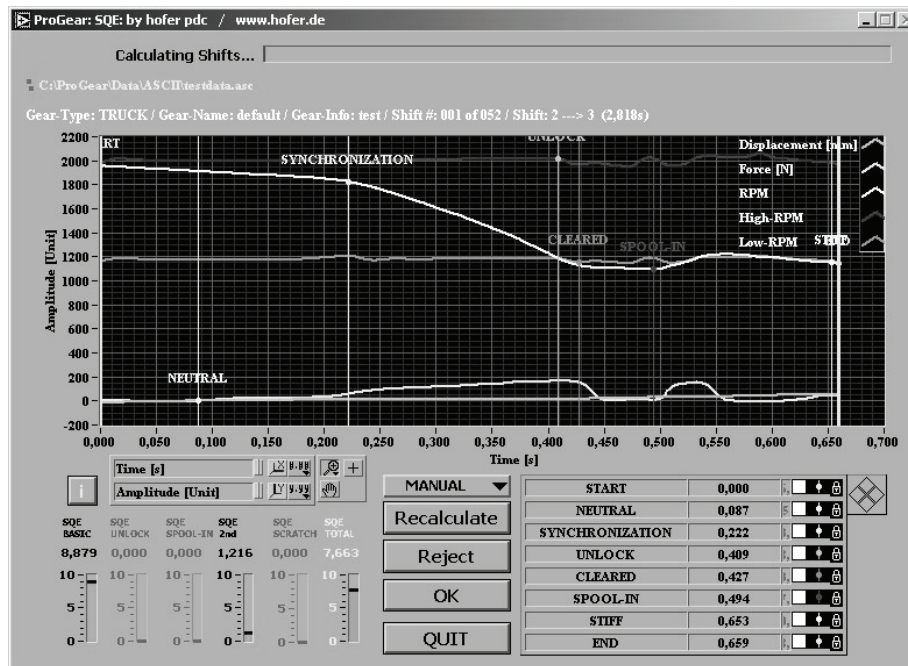 ProGear: SQE: by hofer pdc / www.hofer.de
Calculating Shifts...
C:\ProGear\Data\ASCII\testdata.asc
Gear-Type: TRUCK / Gear-Name: default / Gear-Info: test / Shift #: 001 of 052 / Shift: 2 ---> 3 (2,818s)
2200
2000
1800
1600
1400
1200
1000
800
600
400
200
0
-200
Amplitude [Unit]
RT
SYNCHRONIZATION
UNLOCK
NEUTRAL
CLEARED
SPOOL-IN
Displacement [mm]
Force [N]
RPM
High-RPM
Low-RPM
0,000 0,050 0,100 0,150 0,200 0,250 0,300 0,350 0,400 0,450 0,500 0,550 0,600 0,650 0,700
Time [s]
Time [s]
Amplitude [Unit]
SQE BASIC
8,879
10
5
0
SQE UNLOCK
0,000
10
5
0
SQE SPOOL-IN
0,000
10
5
0
SQE 2nd
1,216
10
5
0
SQE SCRATCH
0,000
10
5
0
SQE TOTAL
7,663
10
5
0
MANUAL
Recalculate
Reject
OK
QUIT
START 0,000
NEUTRAL 0,087
SYNCHRONIZATION 0,222
UNLOCK 0,409
CLEARED 0,427
SPOOL-IN 0,494
STIFF 0,653
END 0,659